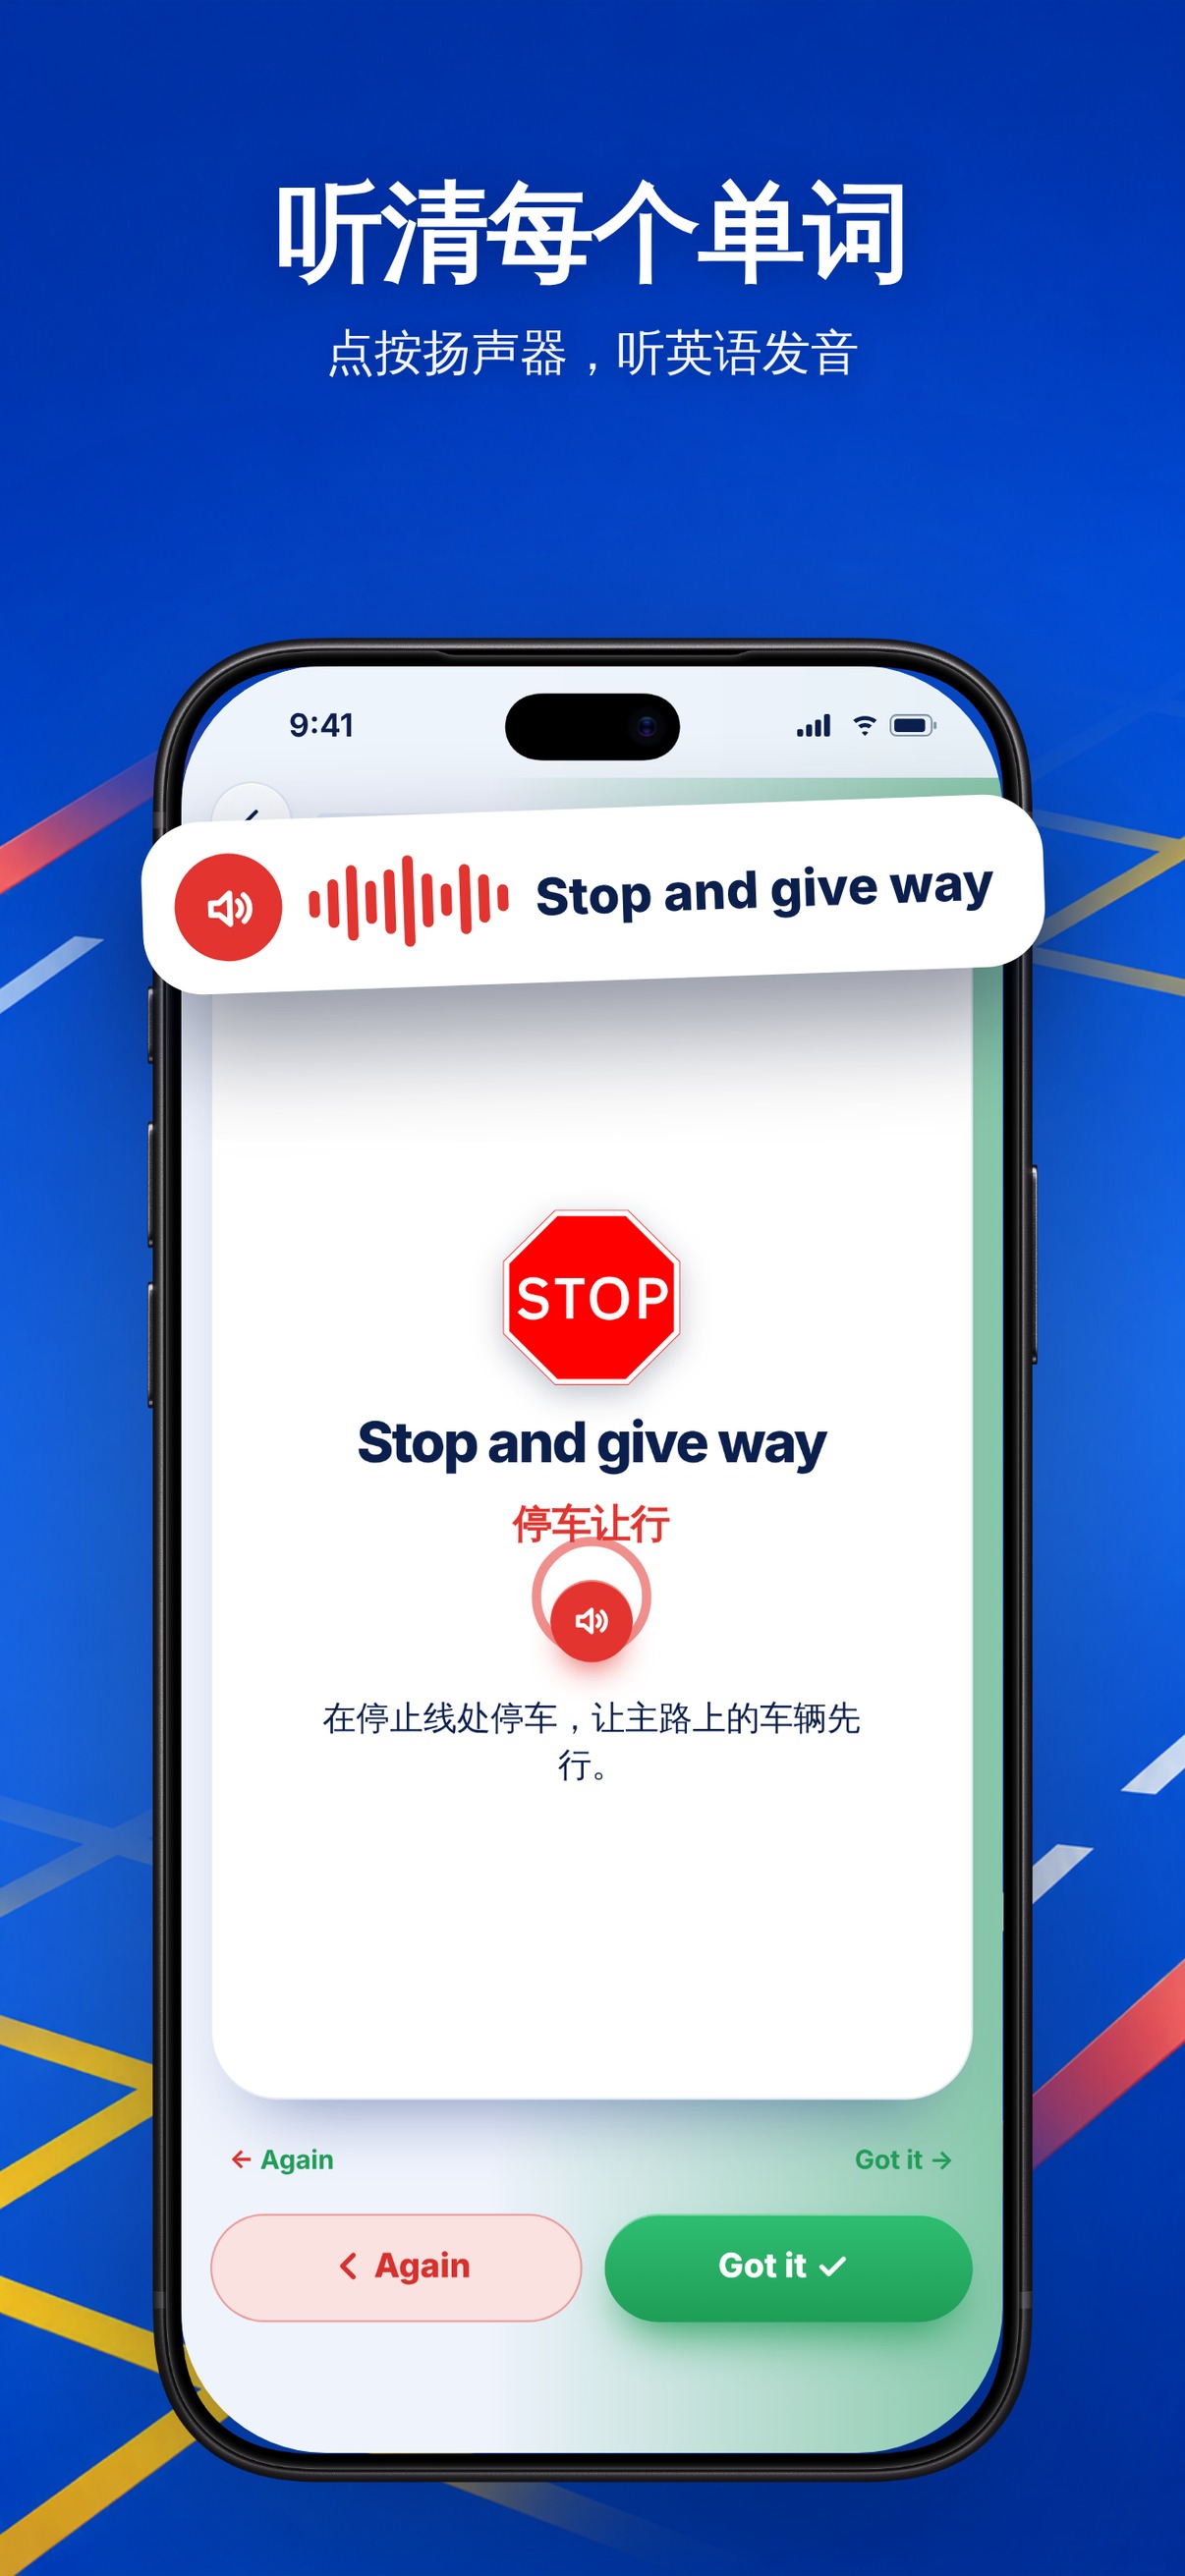 听清每个单词
点按扬声器，听英语发音
9:41
Stop and give way
STOP
Stop and give way
停车让行
在停止线处停车，让主路上的车辆先
行。
← Again
Got it →
Again
Got it